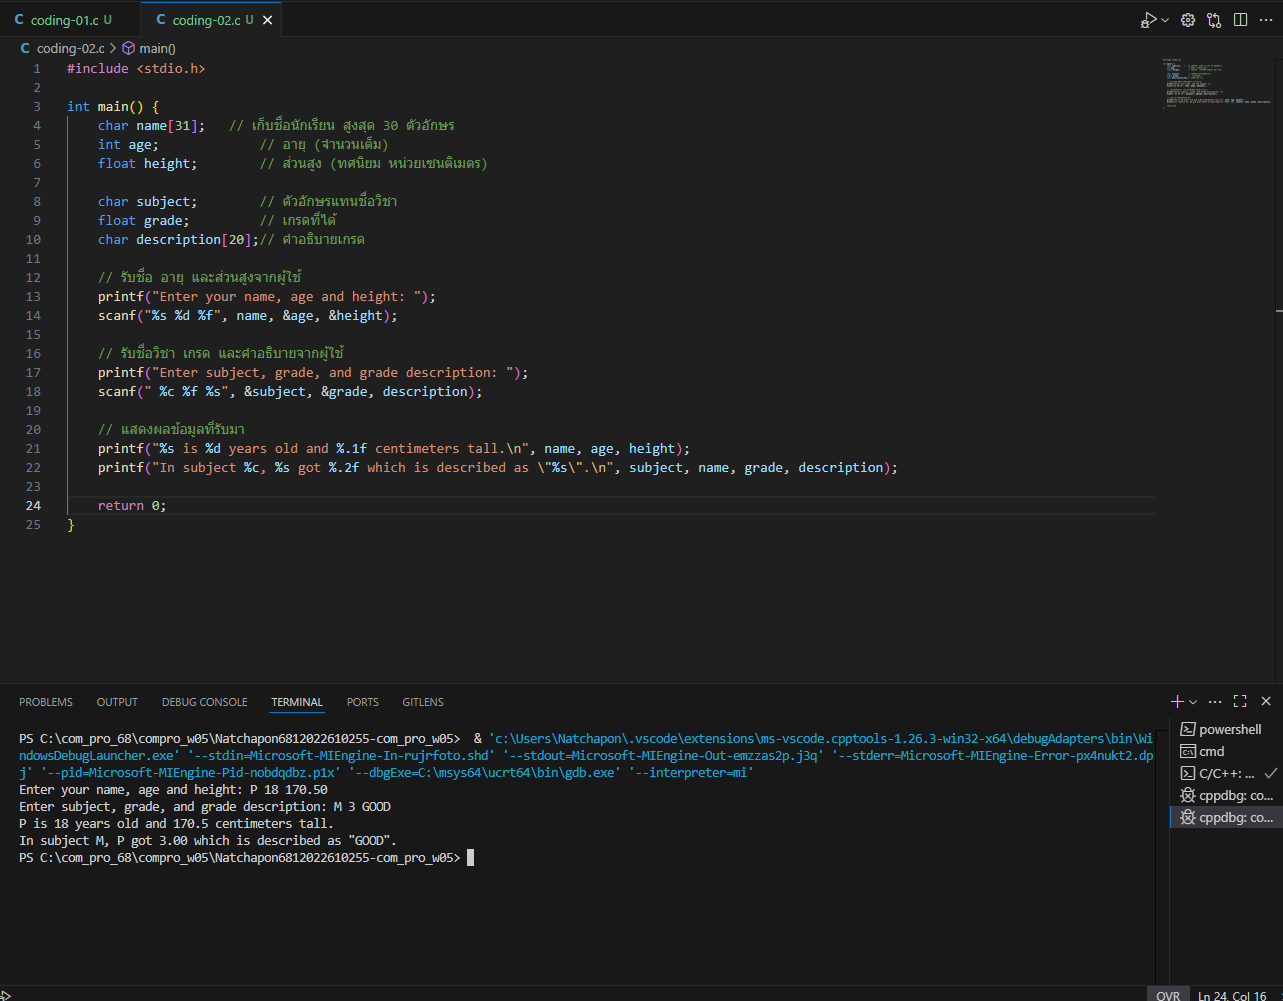 coding-01.c U
coding-02.c U
coding-02.c > main()
1 #include <stdio.h>
2
3 int main() {
4 char name[31]; // เก็บชื่อนักเรียน สูงสุด 30 ตัวอักษร
5 int age; // อายุ (จำนวนเต็ม)
6 float height; // ส่วนสูง (ทศนิยม หน่วยเซนติเมตร)
7
8 char subject; // ตัวอักษรแทนชื่อวิชา
9 float grade; // เกรดที่ได้
10 char description[20];// คำอธิบายเกรด
11
12 // รับชื่อ อายุ และส่วนสูงจากผู้ใช้
13 printf("Enter your name, age and height: ");
14 scanf("%s %d %f", name, &age, &height);
15
16 // รับชื่อวิชา เกรด และคำอธิบายจากผู้ใช้
17 printf("Enter subject, grade, and grade description: ");
18 scanf(" %c %f %s", &subject, &grade, description);
19
20 // แสดงผลข้อมูลที่รับมา
21 printf("%s is %d years old and %.1f centimeters tall.\n", name, age, height);
22 printf("In subject %c, %s got %.2f which is described as \"%s\".\n", subject, name, grade, description);
23
24 return 0;
25 }
PROBLEMS OUTPUT DEBUG CONSOLE TERMINAL PORTS GITLENS
PS C:\com_pro_68\compro_w05\Natchapon6812022610255-com_pro_w05> & 'c:\Users\Natchapon\.vscode\extensions\ms-vscode.cpptools-1.26.3-win32-x64\debugAdapters\bin\Wi
ndowsDebugLauncher.exe' '--stdin=Microsoft-MIEngine-In-rujrfoto.shd' '--stdout=Microsoft-MIEngine-Out-emzzas2p.j3q' '--stderr=Microsoft-MIEngine-Error-px4nukt2.dp
j' '--pid=Microsoft-MIEngine-Pid-nobdqdbz.p1x' '--dbgExe=C:\msys64\ucrt64\bin\gdb.exe' '--interpreter=mi'
Enter your name, age and height: P 18 170.50
Enter subject, grade, and grade description: M 3 GOOD
P is 18 years old and 170.5 centimeters tall.
In subject M, P got 3.00 which is described as "GOOD".
PS C:\com_pro_68\compro_w05\Natchapon6812022610255-com_pro_w05>
powershell
cmd
C/C++: ...
cppdbg: co...
cppdbg: co...
OVR Ln 24, Col 16